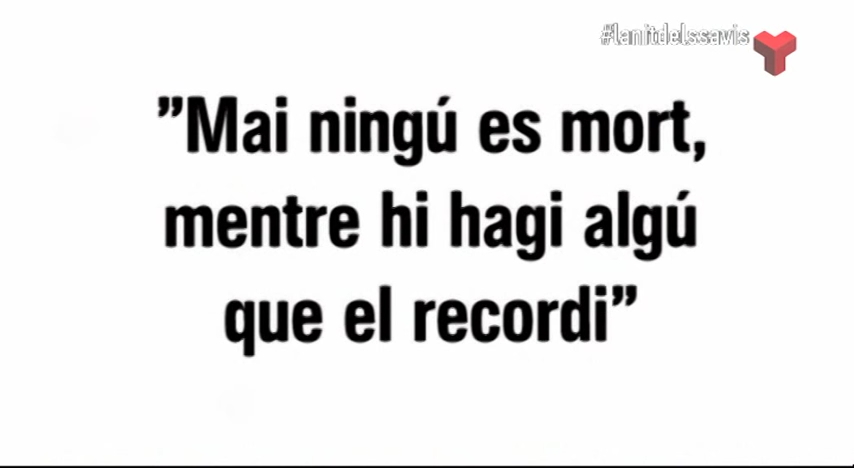 #lanitdelssavis
”Mai ningú es mort,
mentre hi hagi algú
que el recordi”